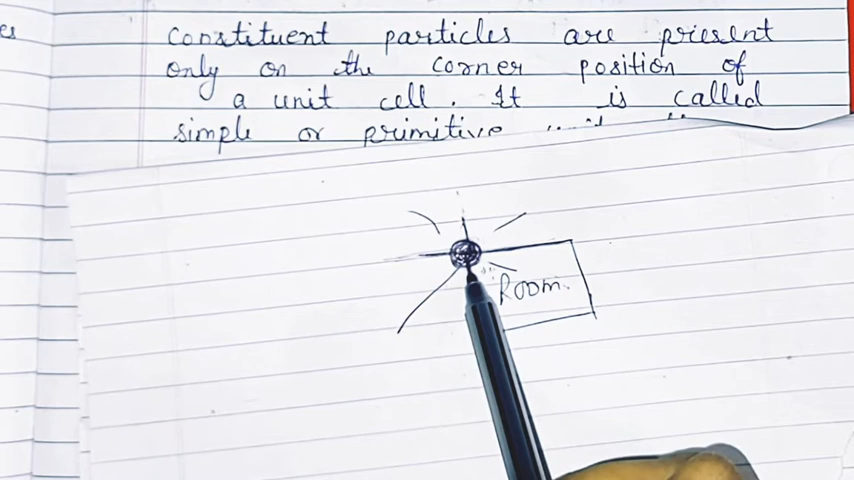 es
constituent particles are present
only on the corner position of
a unit cell. It is called
simple or primitive
Room.